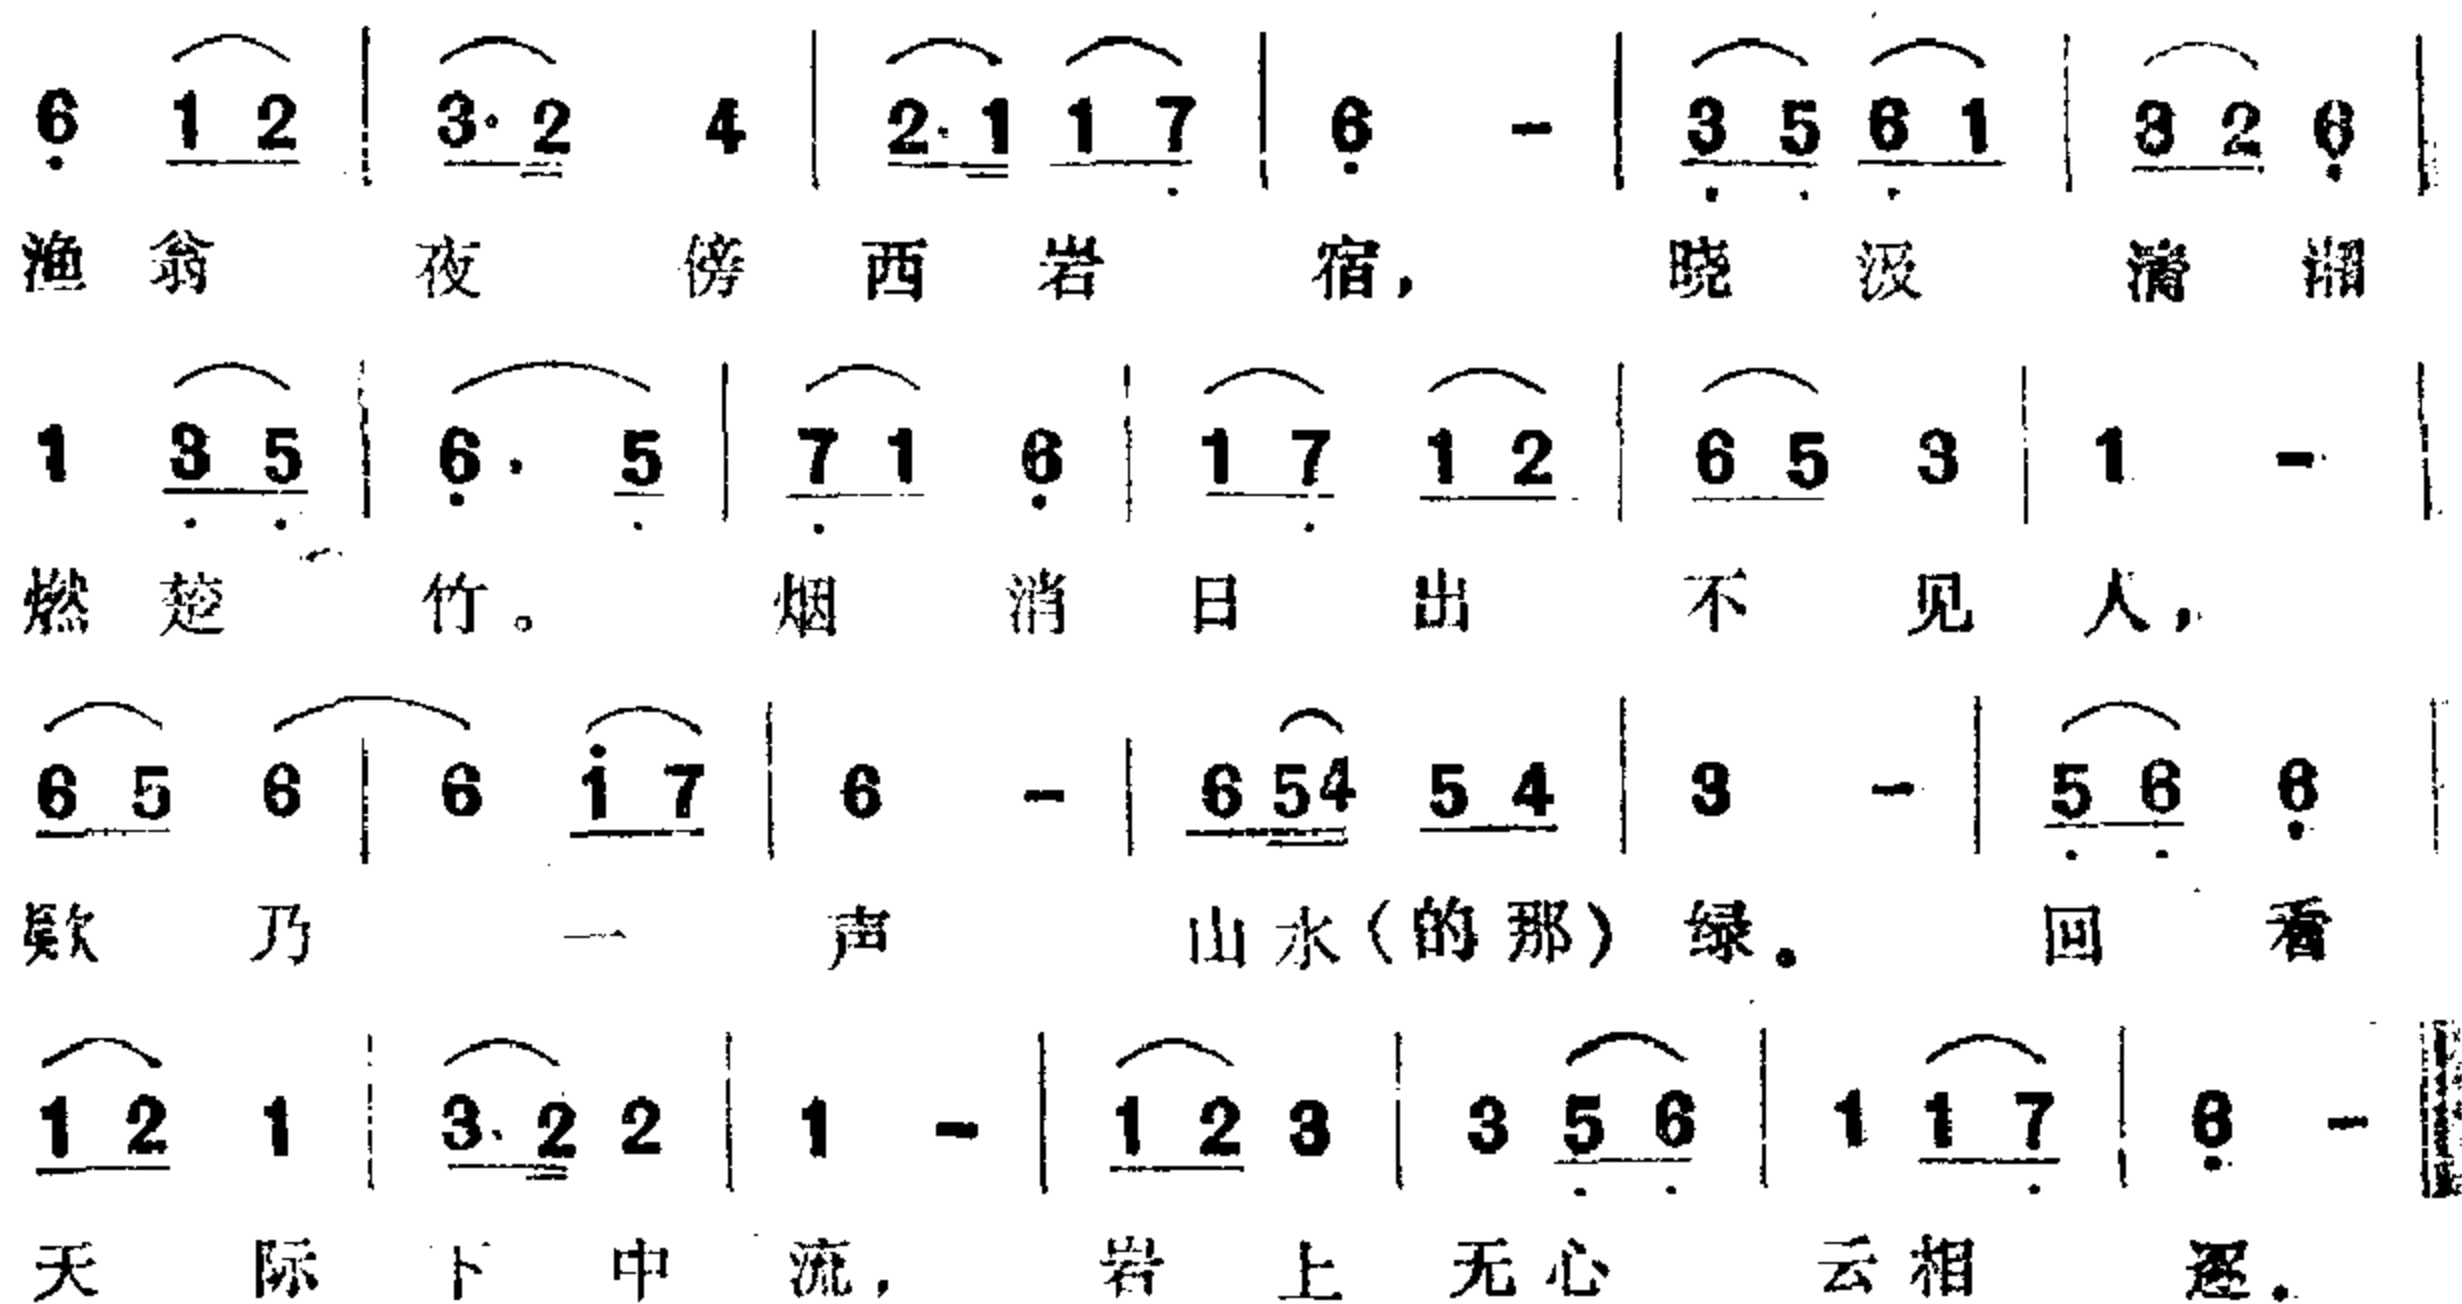 6 1 2 | 3· 2 4 | 2· 1 1 7 | 6 - | 3 5 6 1 | 3 2 6 |
渔翁 夜 傍 西岩 宿, 晓汲 清湘
1 3 5 | 6· 5 | 7 1 6 | 1 7 1 2 | 6 5 3 | 1 - |
燃楚 竹。 烟 消 日 出 不 见 人,
6 5 6 | 6 i 7 | 6 - | 6 5 4 5 4 | 3 - | 5 6 6 |
欸 乃 一 声 山水(的那) 绿。 回 看
1 2 1 | 3· 2 2 | 1 - | 1 2 3 | 3 5 6 | 1 1 7 | 6 -
天 际 下 中 流, 岩 上 无心 云相 逐.